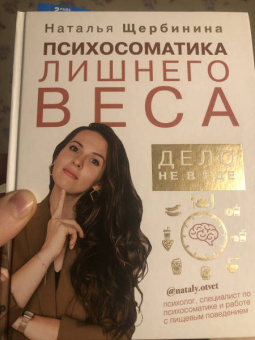 Наталья Щербинина
ПСИХОСОМАТИКА
ЛИШНЕГО
ВЕСА
ДЕЛО
НЕ В ЕДЕ
@nataly.otvet
психолог, специалист по
психосоматике и работе
с пищевым поведением